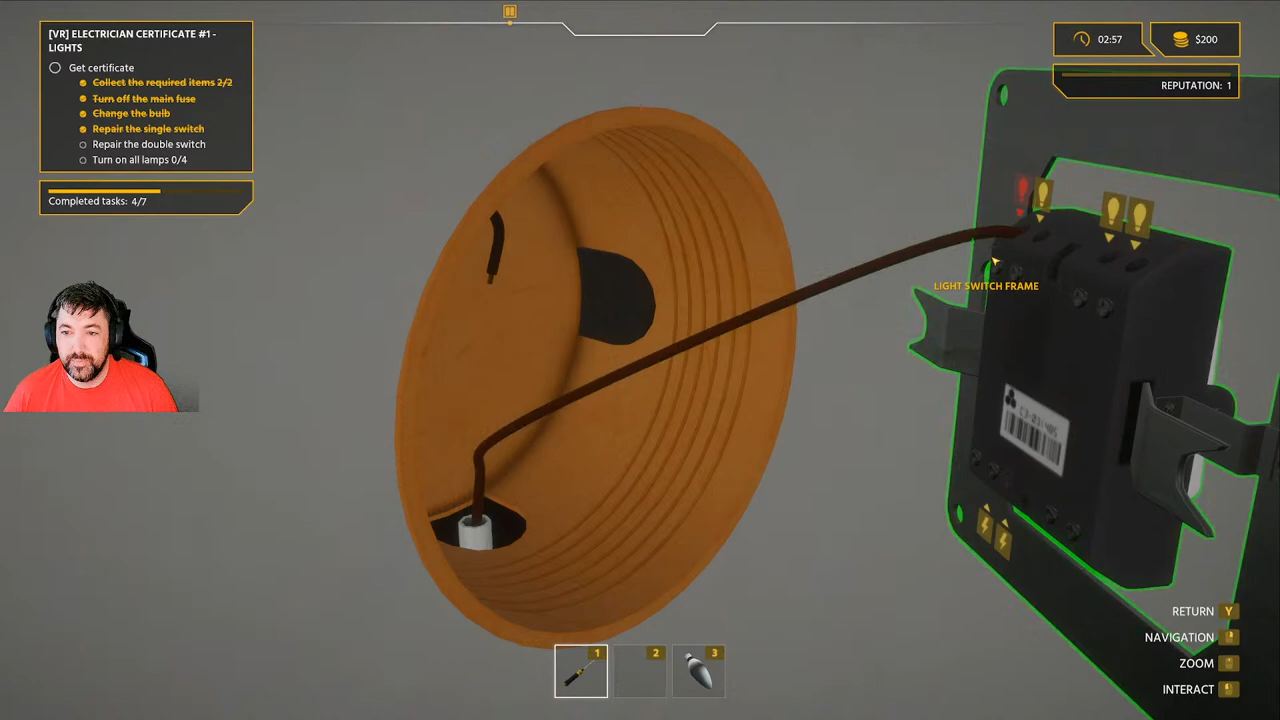 [VR] ELECTRICIAN CERTIFICATE #1 -
LIGHTS
Get certificate
Collect the required items 2/2
Turn off the main fuse
Change the bulb
Repair the single switch
Repair the double switch
Turn on all lamps 0/4
Completed tasks: 4/7
02:57
$200
REPUTATION: 1
LIGHT SWITCH FRAME
RETURN Y
NAVIGATION
ZOOM
INTERACT
1
2
3